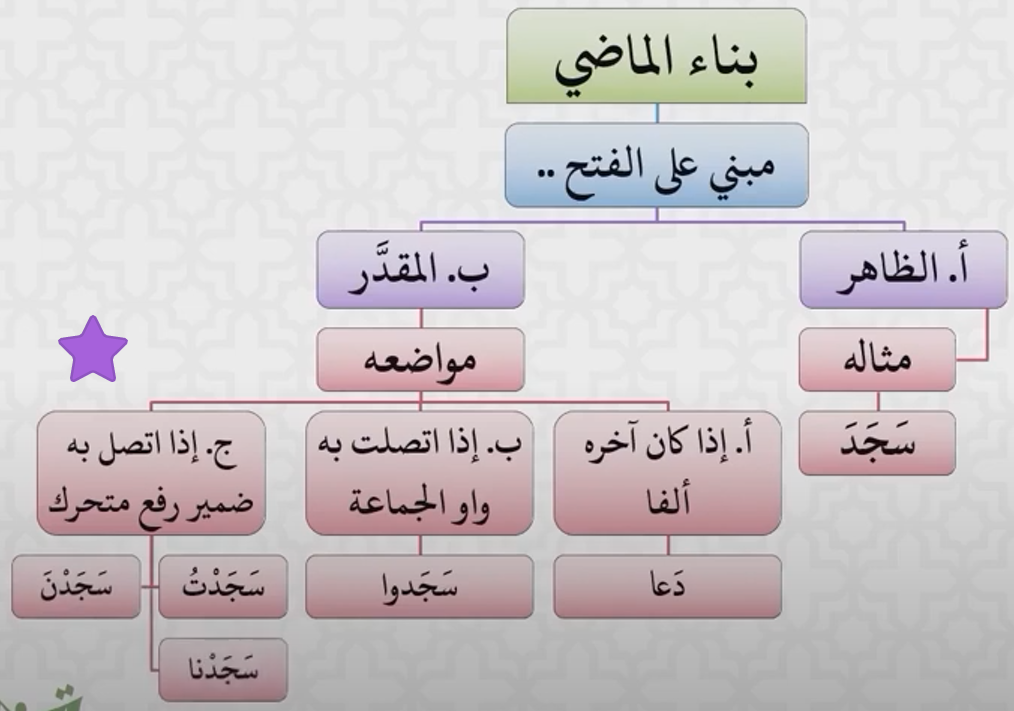 بناء الماضي
مبني على الفتح ..
أ. الظاهر
مثاله
سَجَدَ
ب. المقدَّر
مواضعه
أ. إذا كان آخره
ألفا
دَعا
ب. إذا اتصلت به
واو الجماعة
سَجَدوا
ج. إذا اتصل به
ضمير رفع متحرك
سَجَدْتُ
سَجَدْنَ
سَجَدْنا